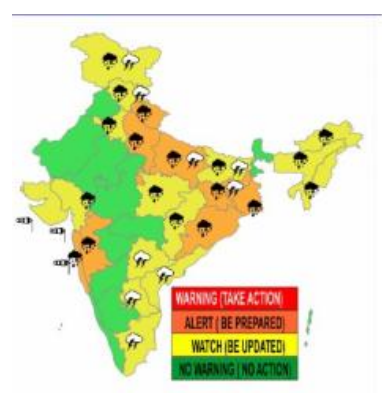 WARNING (TAKE ACTION)
ALERT ( BE PREPARED)
WATCH (BE UPDATED)
NO WARNING ( NO ACTION)